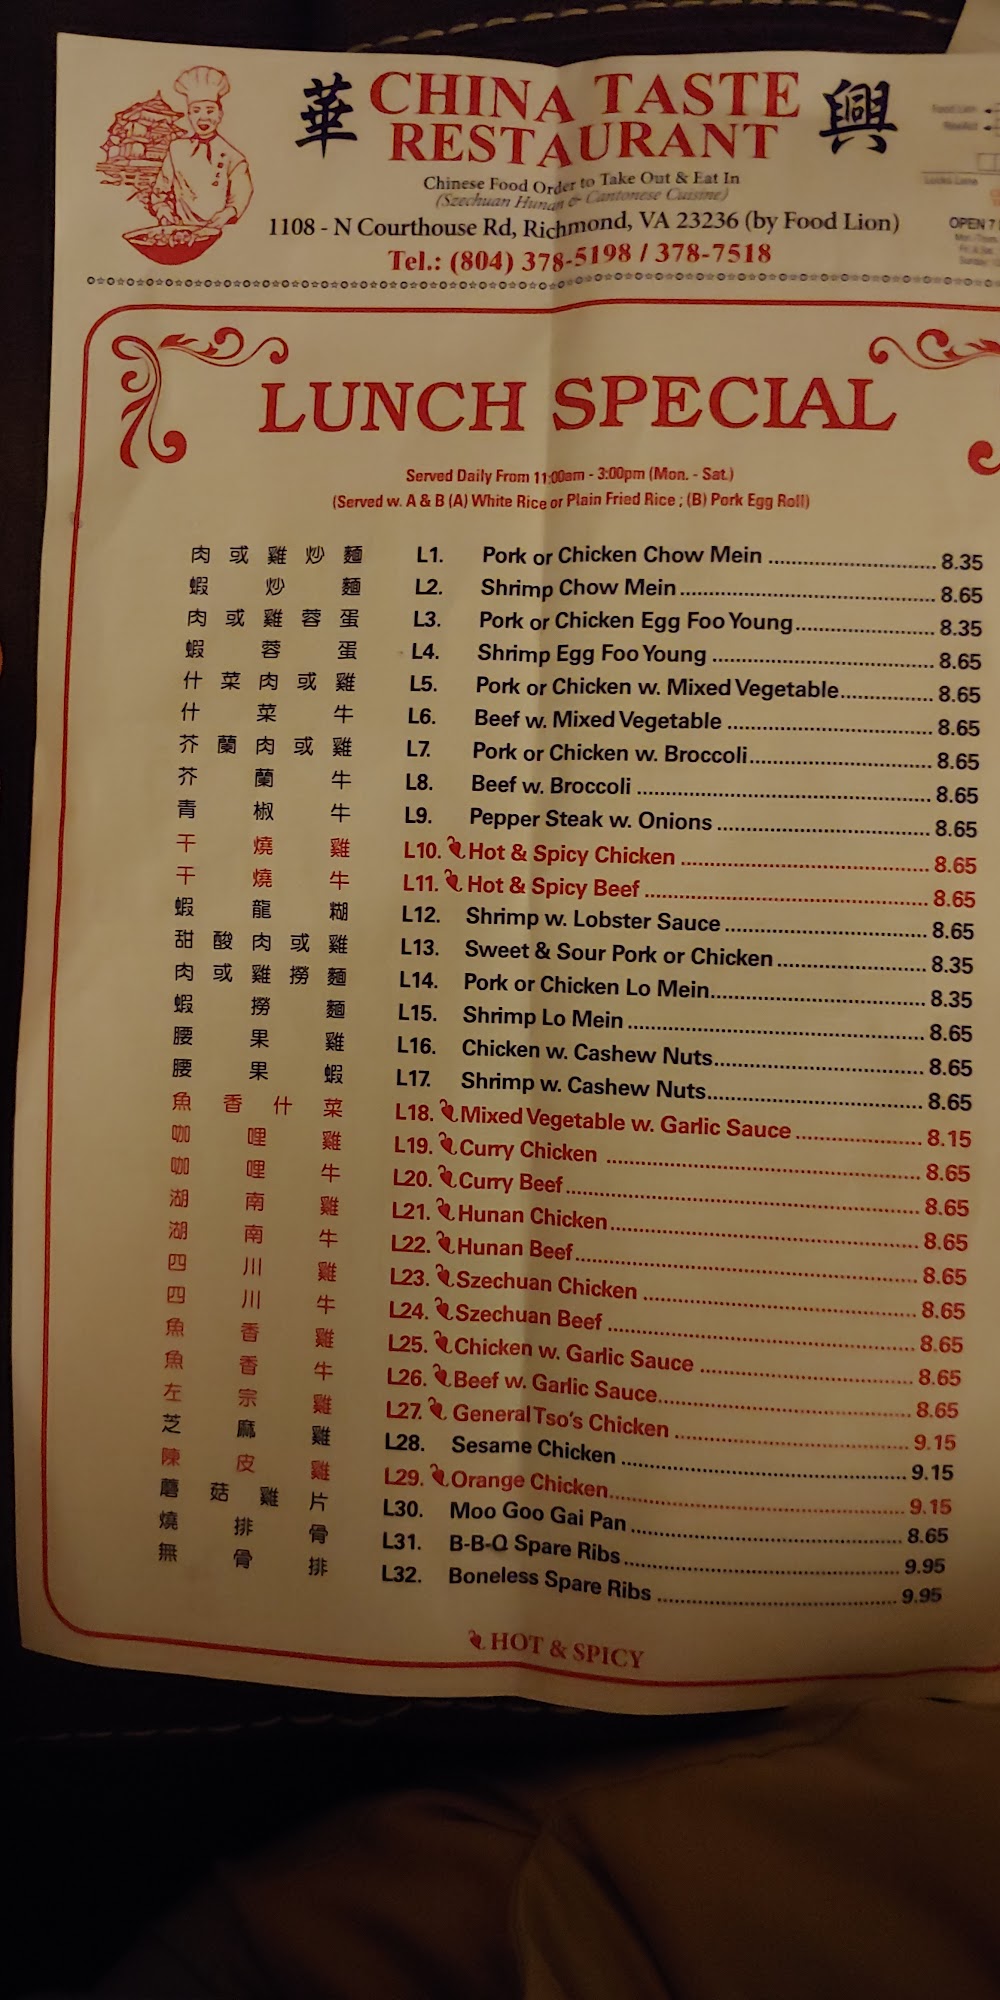 華 CHINA TASTE 興
RESTAURANT
Chinese Food Order to Take Out & Eat In
(Szechuan Hunan & Cantonese Cuisine)
1108 - N Courthouse Rd, Richmond, VA 23236 (by Food Lion)
Tel.: (804) 378-5198 / 378-7518
OPEN 7
LUNCH SPECIAL
Served Daily From 11:00am - 3:00pm (Mon. - Sat.)
(Served w. A & B (A) White Rice or Plain Fried Rice ; (B) Pork Egg Roll)
肉或雞炒麵 L1. Pork or Chicken Chow Mein 8.35
蝦炒麵 L2. Shrimp Chow Mein 8.65
肉或雞蓉蛋 L3. Pork or Chicken Egg Foo Young 8.35
蝦蓉蛋 L4. Shrimp Egg Foo Young 8.65
什菜肉或雞 L5. Pork or Chicken w. Mixed Vegetable 8.65
什菜牛 L6. Beef w. Mixed Vegetable 8.65
芥蘭肉或雞 L7. Pork or Chicken w. Broccoli 8.65
芥蘭牛 L8. Beef w. Broccoli 8.65
青椒牛 L9. Pepper Steak w. Onions 8.65
干燒雞 L10. Hot & Spicy Chicken 8.65
干燒牛 L11. Hot & Spicy Beef 8.65
蝦龍糊 L12. Shrimp w. Lobster Sauce 8.65
甜酸肉或雞 L13. Sweet & Sour Pork or Chicken 8.35
肉或雞撈麵 L14. Pork or Chicken Lo Mein 8.35
蝦撈麵 L15. Shrimp Lo Mein 8.65
腰果雞 L16. Chicken w. Cashew Nuts 8.65
腰果蝦 L17. Shrimp w. Cashew Nuts 8.65
魚香什菜 L18. Mixed Vegetable w. Garlic Sauce 8.15
咖哩雞 L19. Curry Chicken 8.65
咖哩牛 L20. Curry Beef 8.65
湖南雞 L21. Hunan Chicken 8.65
湖南牛 L22. Hunan Beef 8.65
四川雞 L23. Szechuan Chicken 8.65
四川牛 L24. Szechuan Beef 8.65
魚香雞 L25. Chicken w. Garlic Sauce 8.65
魚香牛 L26. Beef w. Garlic Sauce 8.65
左宗雞 L27. General Tso's Chicken 9.15
芝麻雞 L28. Sesame Chicken 9.15
陳皮雞 L29. Orange Chicken 9.15
蘑菇雞片 L30. Moo Goo Gai Pan 8.65
燒排骨 L31. B-B-Q Spare Ribs 9.95
無骨排 L32. Boneless Spare Ribs 9.95
HOT & SPICY